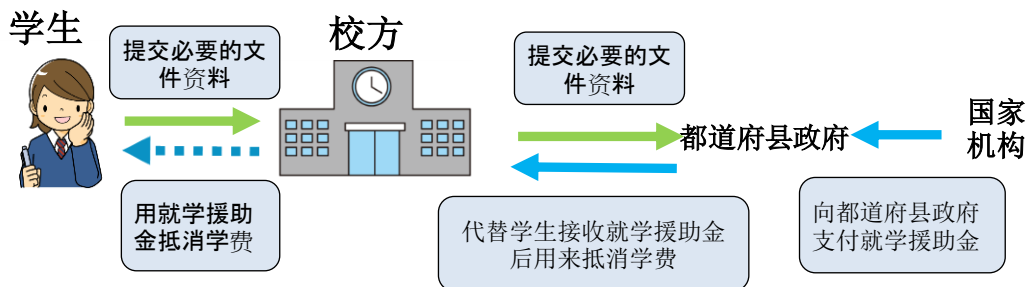 学生
提交必要的文
件资料
校方
提交必要的文
件资料
都道府县政府
国家
机构
用就学援助
金抵消学费
代替学生接收就学援助金
后用来抵消学费
向都道府县政府
支付就学援助金